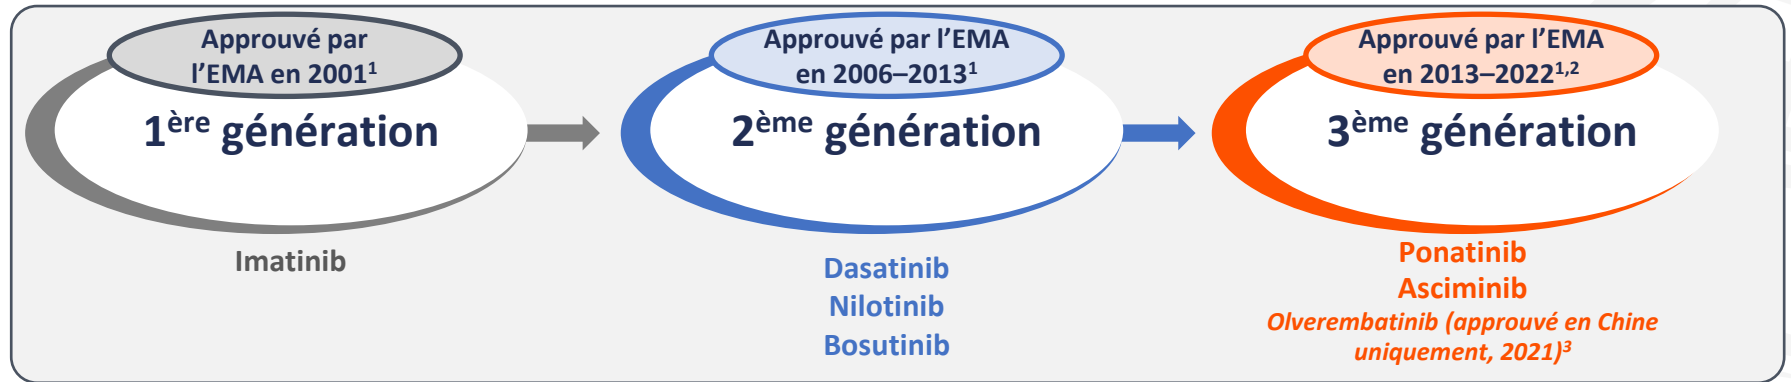 Approuvé par
l'EMA en 2001¹
1ère génération
Imatinib
Approuvé par l'EMA
en 2006–2013¹
2ème génération
Dasatinib
Nilotinib
Bosutinib
Approuvé par l'EMA
en 2013–2022¹,²
3ème génération
Ponatinib
Asciminib
Olverembatinib (approuvé en Chine
uniquement, 2021)³